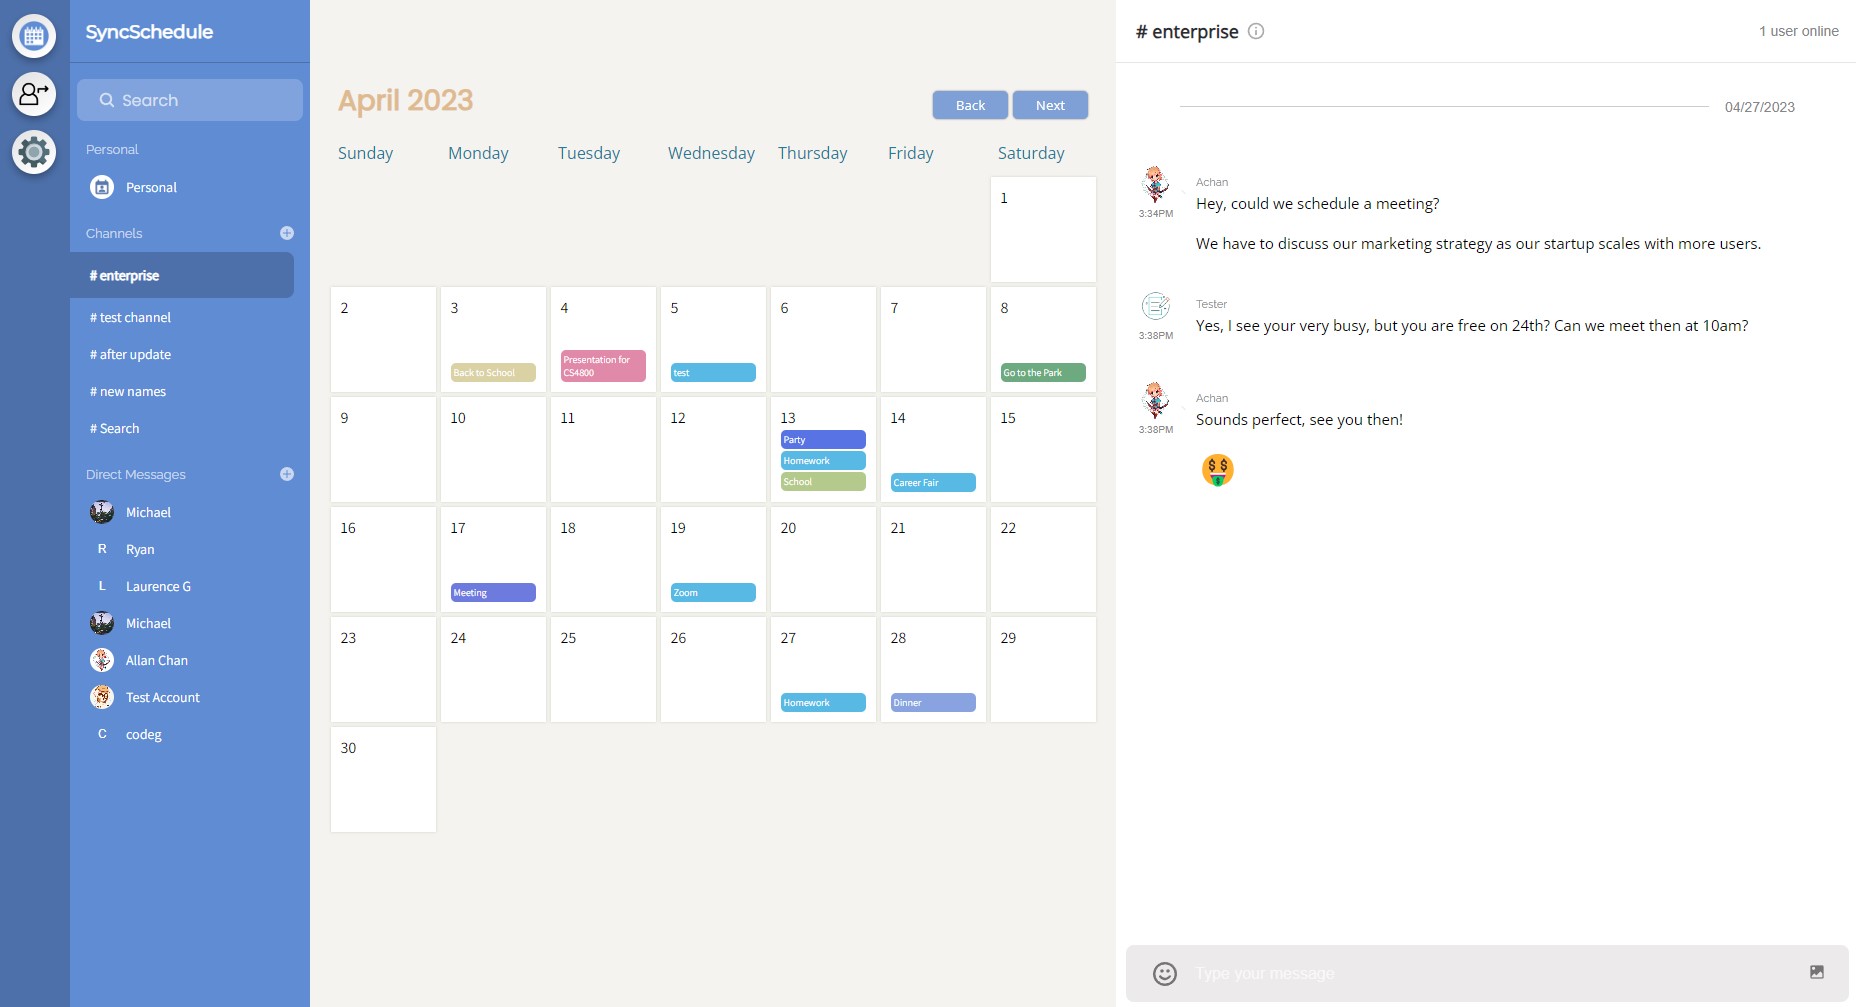 SyncSchedule
Search
Personal
Personal
Channels
# enterprise
# test channel
# after update
# new names
# Search
Direct Messages
Michael
R Ryan
L Laurence G
Michael
Allan Chan
Test Account
C codeg
April 2023
Back Next
Sunday Monday Tuesday Wednesday Thursday Friday Saturday
1
2 3 4 5 6 7 8
Back to School
Presentation for
CS4800
test
Go to the Park
9 10 11 12 13 14 15
Party
Homework
School
Career Fair
16 17 18 19 20 21 22
Meeting
Zoom
23 24 25 26 27 28 29
Homework
Dinner
30
# enterprise
1 user online
04/27/2023
Achan
3:34PM
Hey, could we schedule a meeting?
We have to discuss our marketing strategy as our startup scales with more users.
Tester
3:38PM
Yes, I see your very busy, but you are free on 24th? Can we meet then at 10am?
Achan
3:38PM
Sounds perfect, see you then!
Type your message